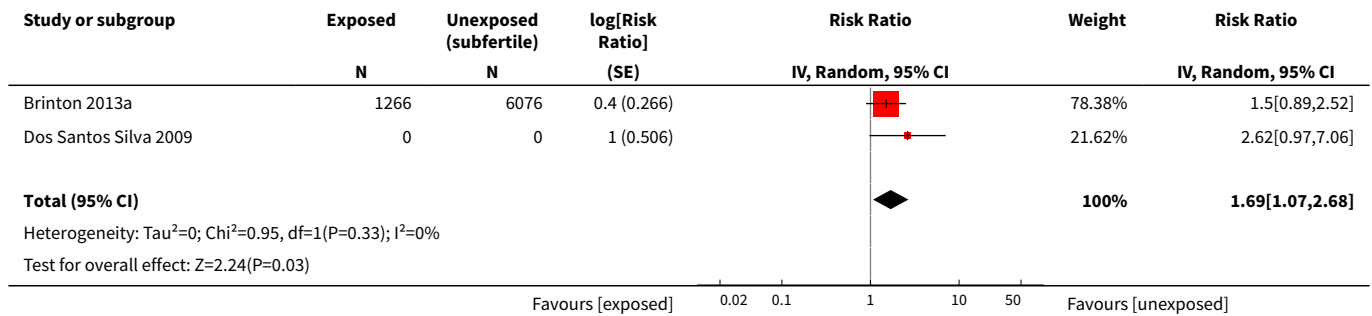 Study or subgroup Exposed Unexposed (subfertile) log[Risk Ratio] Risk Ratio Weight Risk Ratio
N N (SE) IV, Random, 95% CI IV, Random, 95% CI
Brinton 2013a 1266 6076 0.4 (0.266) 78.38% 1.5[0.89,2.52]
Dos Santos Silva 2009 0 0 1 (0.506) 21.62% 2.62[0.97,7.06]
Total (95% CI) 100% 1.69[1.07,2.68]
Heterogeneity: Tau²=0; Chi²=0.95, df=1(P=0.33); I²=0%
Test for overall effect: Z=2.24(P=0.03)
Favours [exposed] 0.02 0.1 1 10 50 Favours [unexposed]